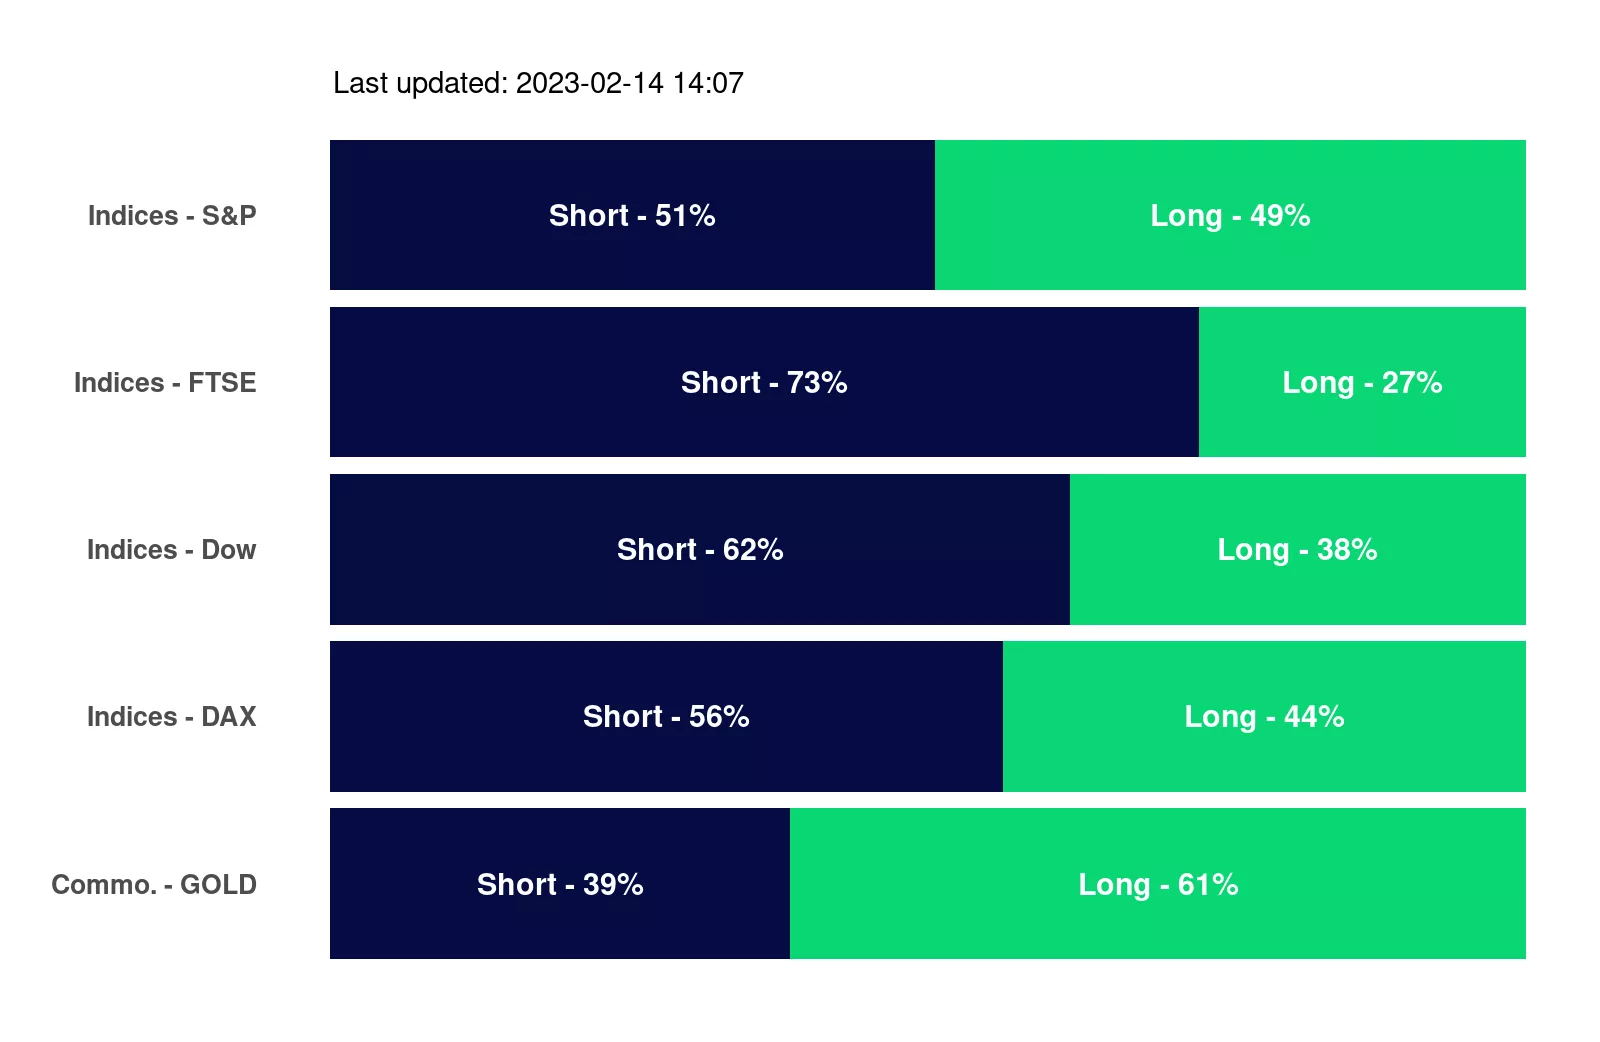 Last updated: 2023-02-14 14:07
Indices - S&P Short - 51% Long - 49%
Indices - FTSE Short - 73% Long - 27%
Indices - Dow Short - 62% Long - 38%
Indices - DAX Short - 56% Long - 44%
Commo. - GOLD Short - 39% Long - 61%